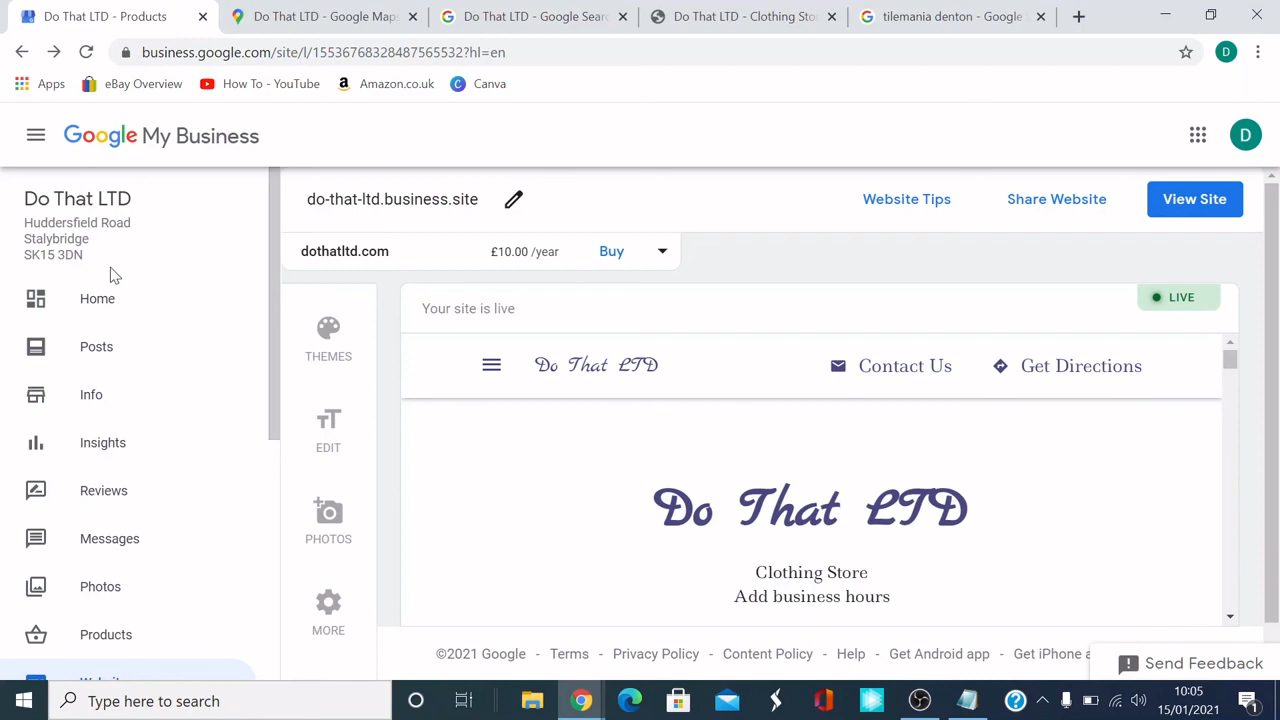 Do That LTD - Products
Do That LTD - Google Maps
Do That LTD - Google Sear
Do That LTD - Clothing Sto
tilemania denton - Google
business.google.com/site/l/15536768328487565532?hl=en
D
Apps
eBay Overview
How To - YouTube
Amazon.co.uk
Canva
Google My Business
D
Do That LTD
Huddersfield Road
Stalybridge
SK15 3DN
Home
Posts
Info
Insights
Reviews
Messages
Photos
Products
do-that-ltd.business.site
Website Tips
Share Website
View Site
dothatltd.com
£10.00 /year
Buy
THEMES
EDIT
PHOTOS
MORE
Your site is live
LIVE
Do That LTD
Contact Us
Get Directions
Do That LTD
Clothing Store
Add business hours
©2021 Google - Terms - Privacy Policy - Content Policy - Help - Get Android app - Get iPhone
Send Feedback
Type here to search
10:05
15/01/2021
1